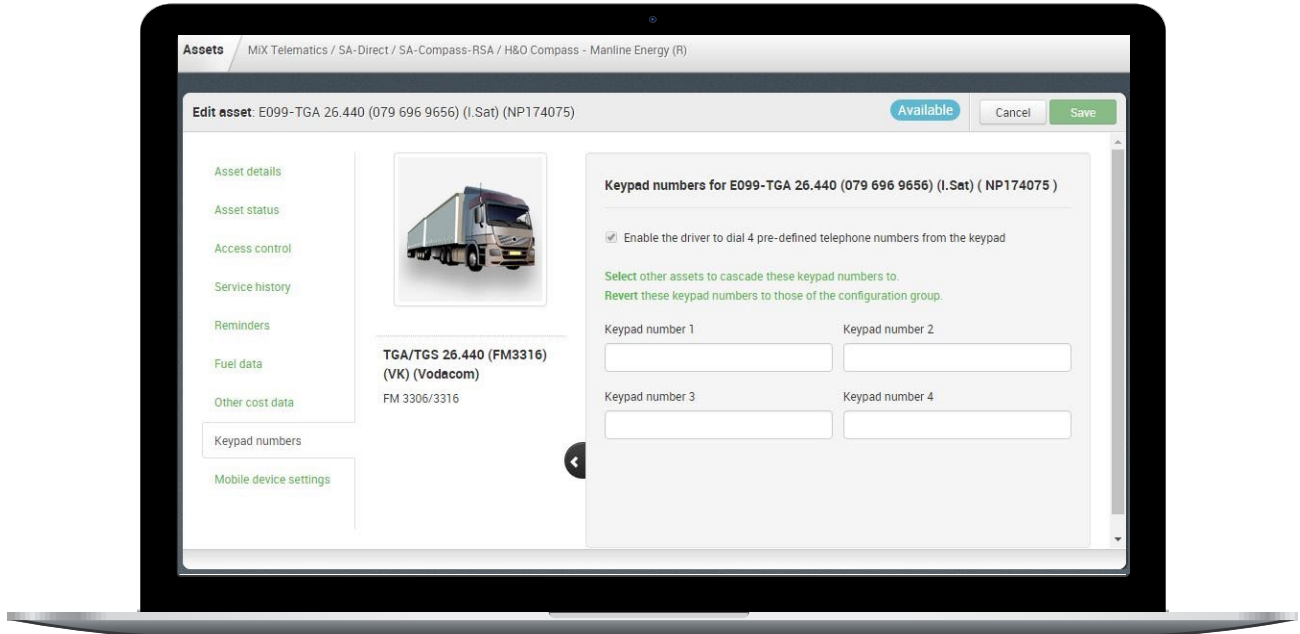 Assets
MiX Telematics / SA-Direct / SA-Compass-RSA / H&O Compass - Manline Energy (R)
Edit asset: E099-TGA 26.440 (079 696 9656) (I.Sat) (NP174075)
Available
Cancel
Save
Asset details
Asset status
Access control
Service history
Reminders
Fuel data
Other cost data
Keypad numbers
Mobile device settings
TGA/TGS 26.440 (FM3316)
(VK) (Vodacom)
FM 3306/3316
Keypad numbers for E099-TGA 26.440 (079 696 9656) (I.Sat) ( NP174075 )
Enable the driver to dial 4 pre-defined telephone numbers from the keypad
Select other assets to cascade these keypad numbers to.
Revert these keypad numbers to those of the configuration group.
Keypad number 1
Keypad number 2
Keypad number 3
Keypad number 4